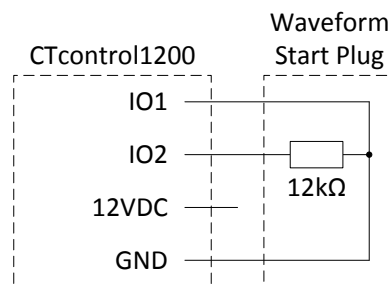 Waveform
Start Plug
CTcontrol1200
IO1
IO2
12kΩ
12VDC
GND